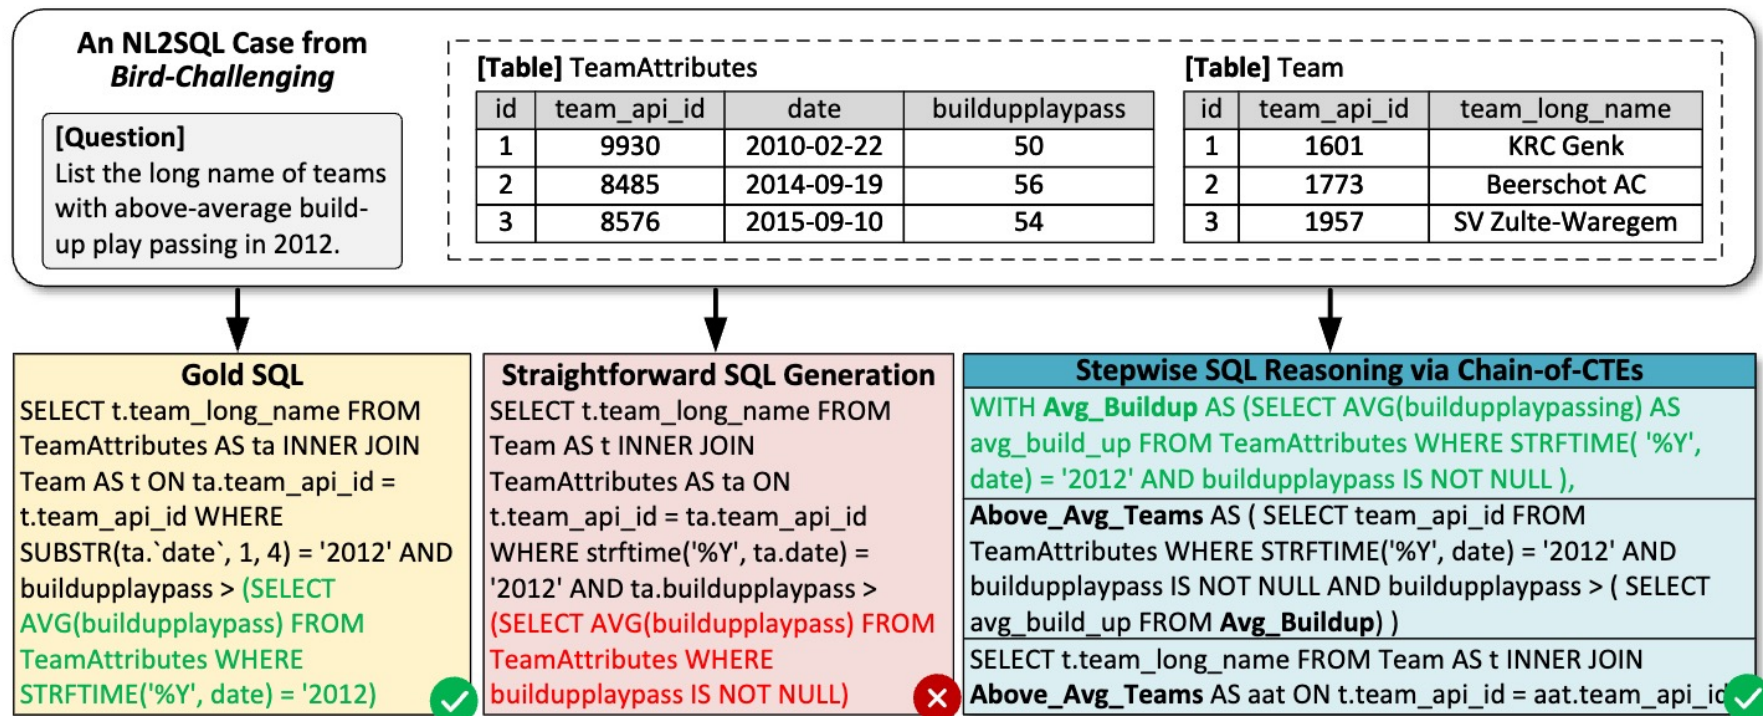 An NL2SQL Case from
Bird-Challenging
[Question]
List the long name of teams
with above-average build-
up play passing in 2012.
[Table] TeamAttributes
id team_api_id date buildupplaypass
1 9930 2010-02-22 50
2 8485 2014-09-19 56
3 8576 2015-09-10 54
[Table] Team
id team_api_id team_long_name
1 1601 KRC Genk
2 1773 Beerschot AC
3 1957 SV Zulte-Waregem
Gold SQL
SELECT t.team_long_name FROM
TeamAttributes AS ta INNER JOIN
Team AS t ON ta.team_api_id =
t.team_api_id WHERE
SUBSTR(ta.`date`, 1, 4) = '2012' AND
buildupplaypass > (SELECT
AVG(buildupplaypass) FROM
TeamAttributes WHERE
STRFTIME('%Y', date) = '2012)
Straightforward SQL Generation
SELECT t.team_long_name FROM
Team AS t INNER JOIN
TeamAttributes AS ta ON
t.team_api_id = ta.team_api_id
WHERE strftime('%Y', ta.date) =
'2012' AND ta.buildupplaypass >
(SELECT AVG(buildupplaypass) FROM
TeamAttributes WHERE
buildupplaypass IS NOT NULL)
Stepwise SQL Reasoning via Chain-of-CTEs
WITH Avg_Buildup AS (SELECT AVG(buildupplaypassing) AS
avg_build_up FROM TeamAttributes WHERE STRFTIME( '%Y',
date) = '2012' AND buildupplaypass IS NOT NULL ),
Above_Avg_Teams AS ( SELECT team_api_id FROM
TeamAttributes WHERE STRFTIME('%Y', date) = '2012' AND
buildupplaypass IS NOT NULL AND buildupplaypass > ( SELECT
avg_build_up FROM Avg_Buildup) )
SELECT t.team_long_name FROM Team AS t INNER JOIN
Above_Avg_Teams AS aat ON t.team_api_id = aat.team_api_id